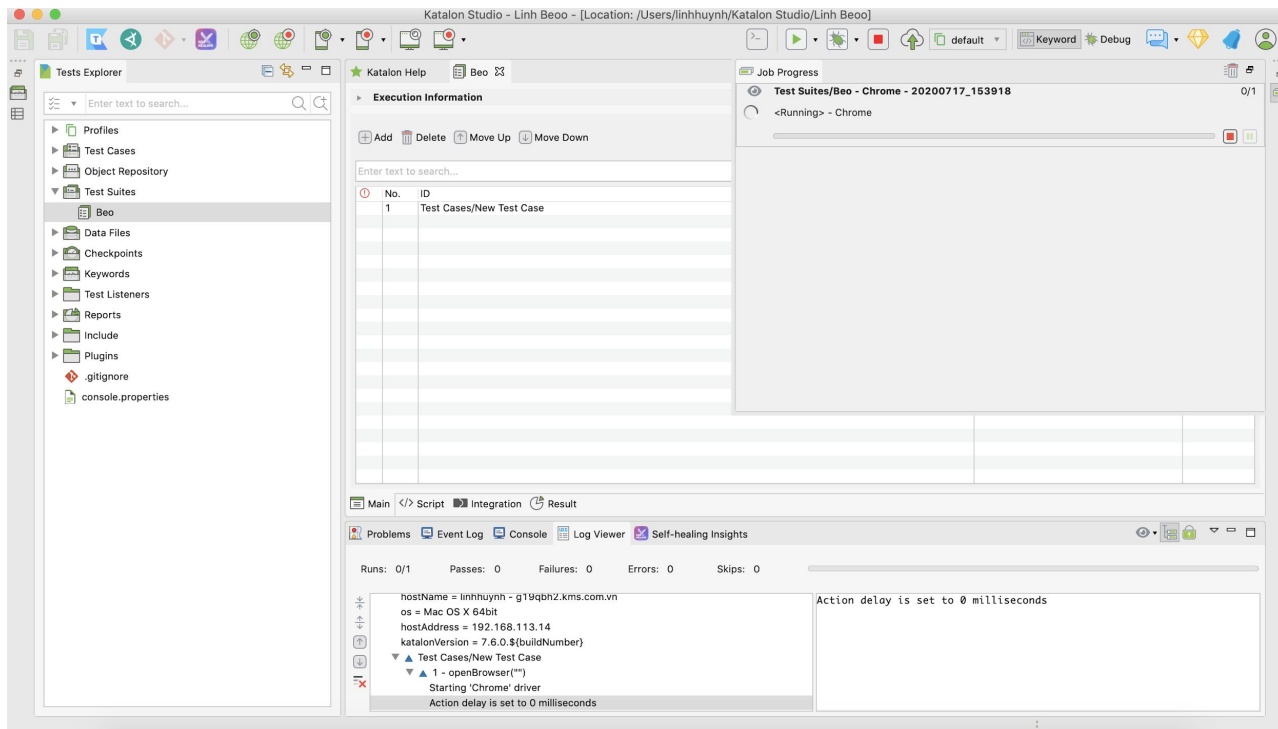 Katalon Studio - Linh Beoo - [Location: /Users/linhhuynh/Katalon Studio/Linh Beoo]
default Keyword Debug
Tests Explorer
Enter text to search...
Profiles
Test Cases
Object Repository
Test Suites
Beo
Data Files
Checkpoints
Keywords
Test Listeners
Reports
Include
Plugins
.gitignore
console.properties
Katalon Help Beo
Execution Information
Add Delete Move Up Move Down
Enter text to search...
No. ID
1 Test Cases/New Test Case
Job Progress
Test Suites/Beo - Chrome - 20200717_153918 0/1
<Running> - Chrome
Main </> Script Integration Result
Problems Event Log Console Log Viewer Self-healing Insights
Runs: 0/1 Passes: 0 Failures: 0 Errors: 0 Skips: 0
hostName = linhhuynh - g19qbh2.kms.com.vn
os = Mac OS X 64bit
hostAddress = 192.168.113.14
katalonVersion = 7.6.0.${buildNumber}
Test Cases/New Test Case
1 - openBrowser("")
Starting 'Chrome' driver
Action delay is set to 0 milliseconds
Action delay is set to 0 milliseconds